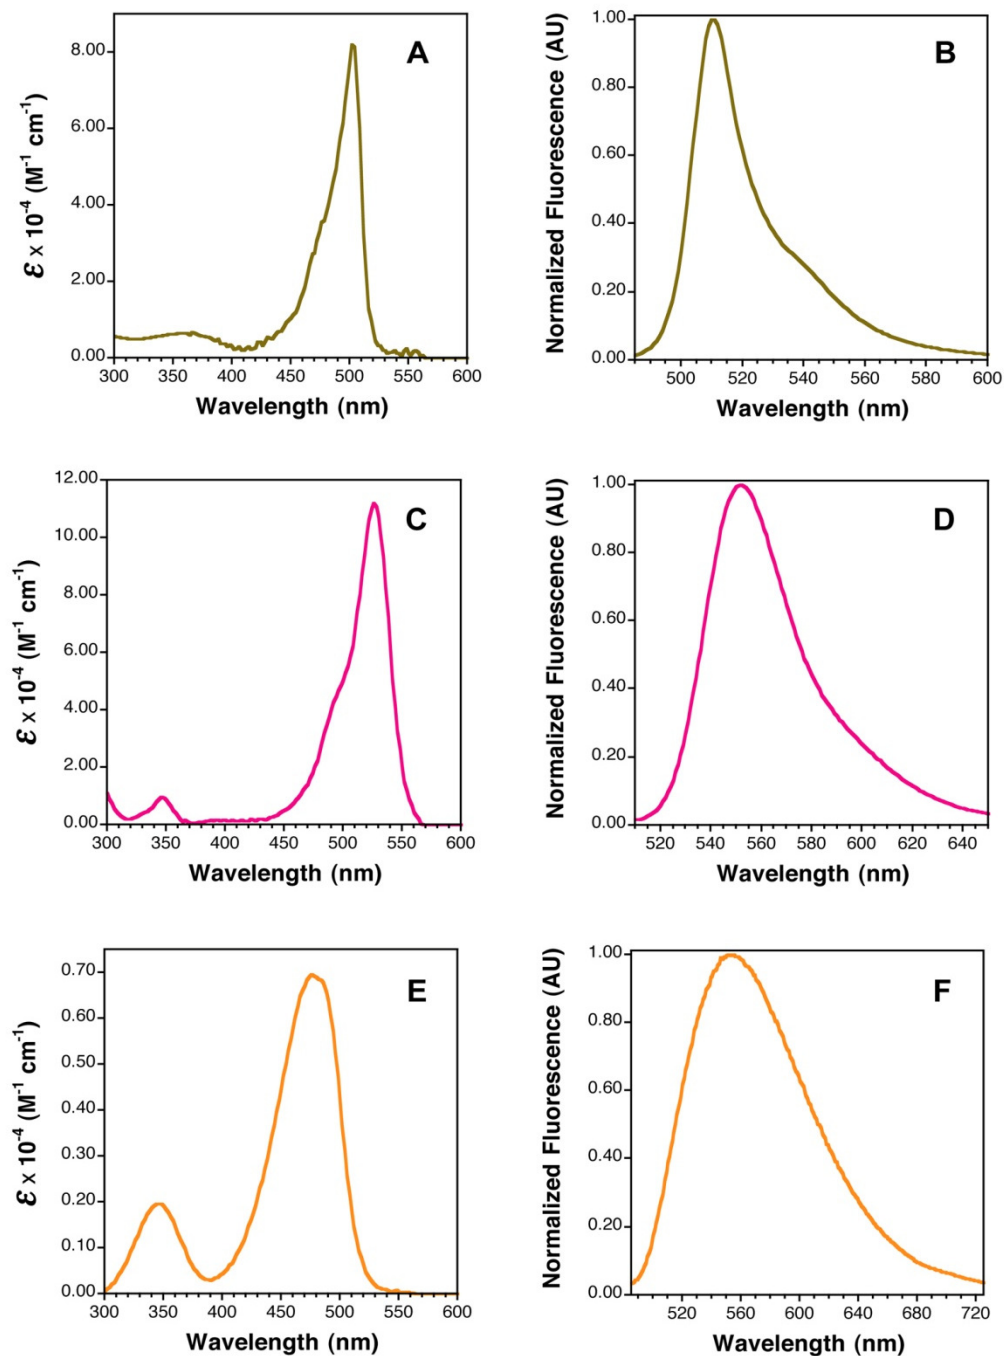 A
8.00
6.00
4.00
2.00
0.00
300 350 400 450 500 550 600
Wavelength (nm)
ℰ x 10⁻⁴ (M⁻¹ cm⁻¹)
B
1.00
0.80
0.60
0.40
0.20
0.00
500 520 540 560 580 600
Wavelength (nm)
Normalized Fluorescence (AU)
C
12.00
10.00
8.00
6.00
4.00
2.00
0.00
300 350 400 450 500 550 600
Wavelength (nm)
ℰ x 10⁻⁴ (M⁻¹ cm⁻¹)
D
1.00
0.80
0.60
0.40
0.20
0.00
520 540 560 580 600 620 640
Wavelength (nm)
Normalized Fluorescence (AU)
E
0.70
0.60
0.50
0.40
0.30
0.20
0.10
0.00
300 350 400 450 500 550 600
Wavelength (nm)
ℰ x 10⁻⁴ (M⁻¹ cm⁻¹)
F
1.00
0.80
0.60
0.40
0.20
0.00
520 560 600 640 680 720
Wavelength (nm)
Normalized Fluorescence (AU)